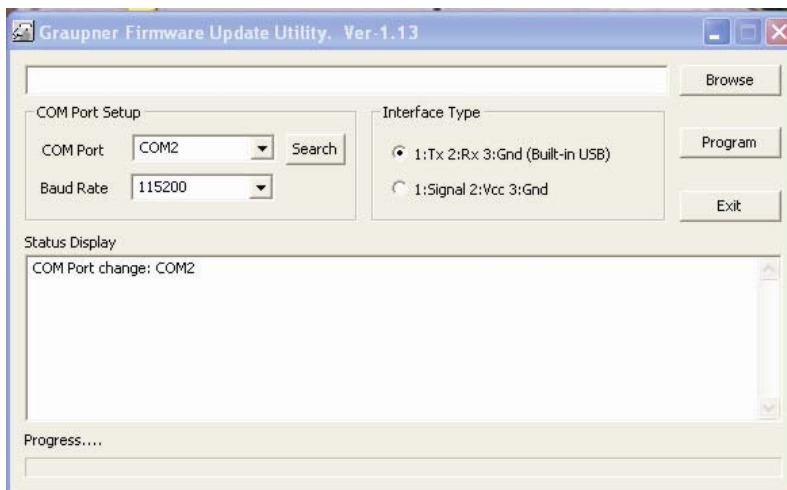 Graupner Firmware Update Utility. Ver-1.13
Browse
COM Port Setup
COM Port
COM2
Search
Baud Rate
115200
Interface Type
1:Tx 2:Rx 3:Gnd (Built-in USB)
1:Signal 2:Vcc 3:Gnd
Program
Exit
Status Display
COM Port change: COM2
Progress....